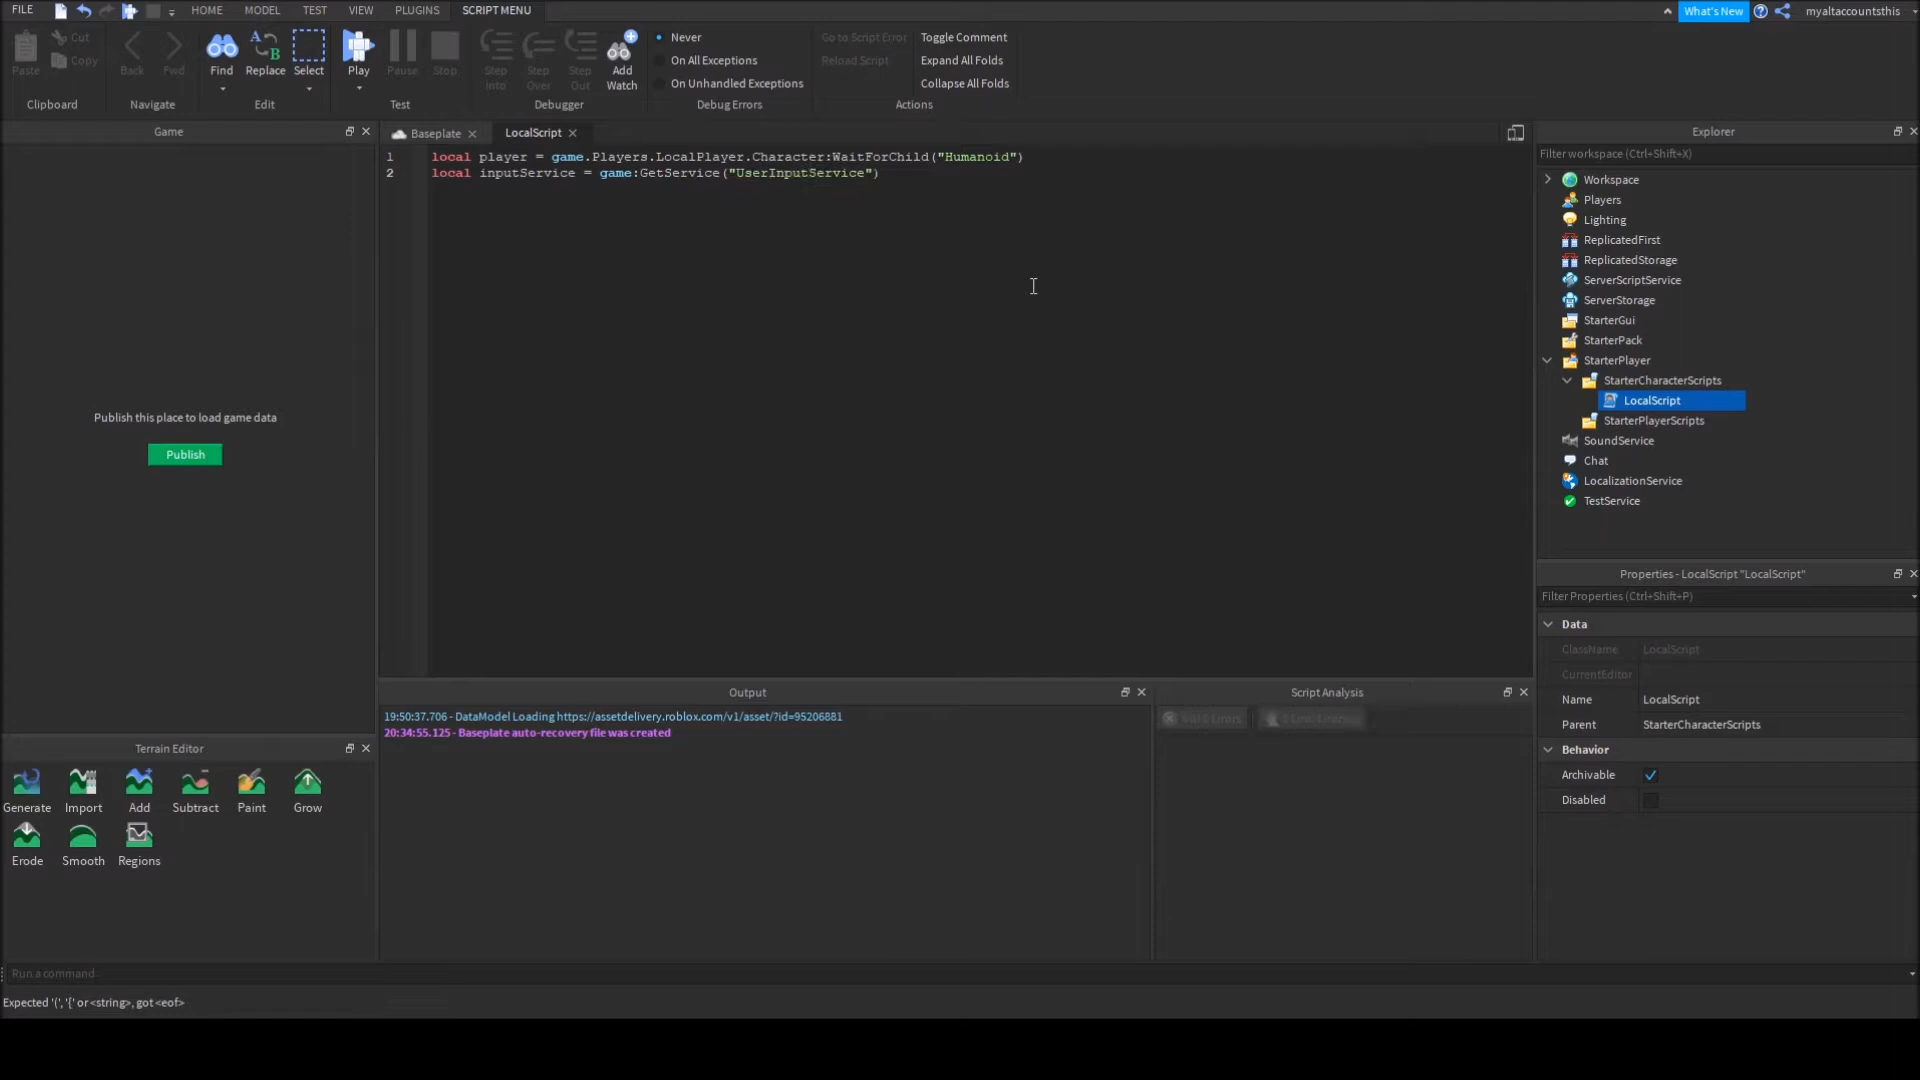 FILE
HOME
MODEL
TEST
VIEW
PLUGINS
SCRIPT MENU
What's New
myaltaccountsthis
Paste
Cut
Copy
Clipboard
Back
Fwd
Navigate
Find
Replace
Select
Edit
Play
Pause
Stop
Test
Step Into
Step Over
Step Out
Add Watch
Debugger
Never
On All Exceptions
On Unhandled Exceptions
Debug Errors
Go to Script Error
Reload Script
Toggle Comment
Expand All Folds
Collapse All Folds
Actions
Game
Publish this place to load game data
Publish
Baseplate
LocalScript
1 local player = game.Players.LocalPlayer.Character:WaitForChild("Humanoid")
2 local inputService = game:GetService("UserInputService")
Explorer
Filter workspace (Ctrl+Shift+X)
Workspace
Players
Lighting
ReplicatedFirst
ReplicatedStorage
ServerScriptService
ServerStorage
StarterGui
StarterPack
StarterPlayer
StarterCharacterScripts
LocalScript
StarterPlayerScripts
SoundService
Chat
LocalizationService
TestService
Properties - LocalScript "LocalScript"
Filter Properties (Ctrl+Shift+P)
Data
ClassName LocalScript
CurrentEditor
Name LocalScript
Parent StarterCharacterScripts
Behavior
Archivable
Disabled
Output
19:50:37.706 - DataModel Loading https://assetdelivery.roblox.com/v1/asset/?id=95206881
20:34:55.125 - Baseplate auto-recovery file was created
Script Analysis
Terrain Editor
Generate
Import
Add
Subtract
Paint
Grow
Erode
Smooth
Regions
Run a command
Expected '(', '{' or <string>, got <eof>